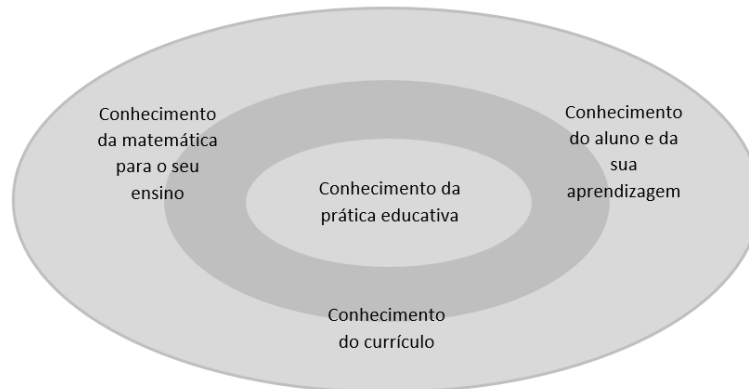 Conhecimento
da matemática
para o seu
ensino
Conhecimento da
prática educativa
Conhecimento
do aluno e da
sua
aprendizagem
Conhecimento
do currículo